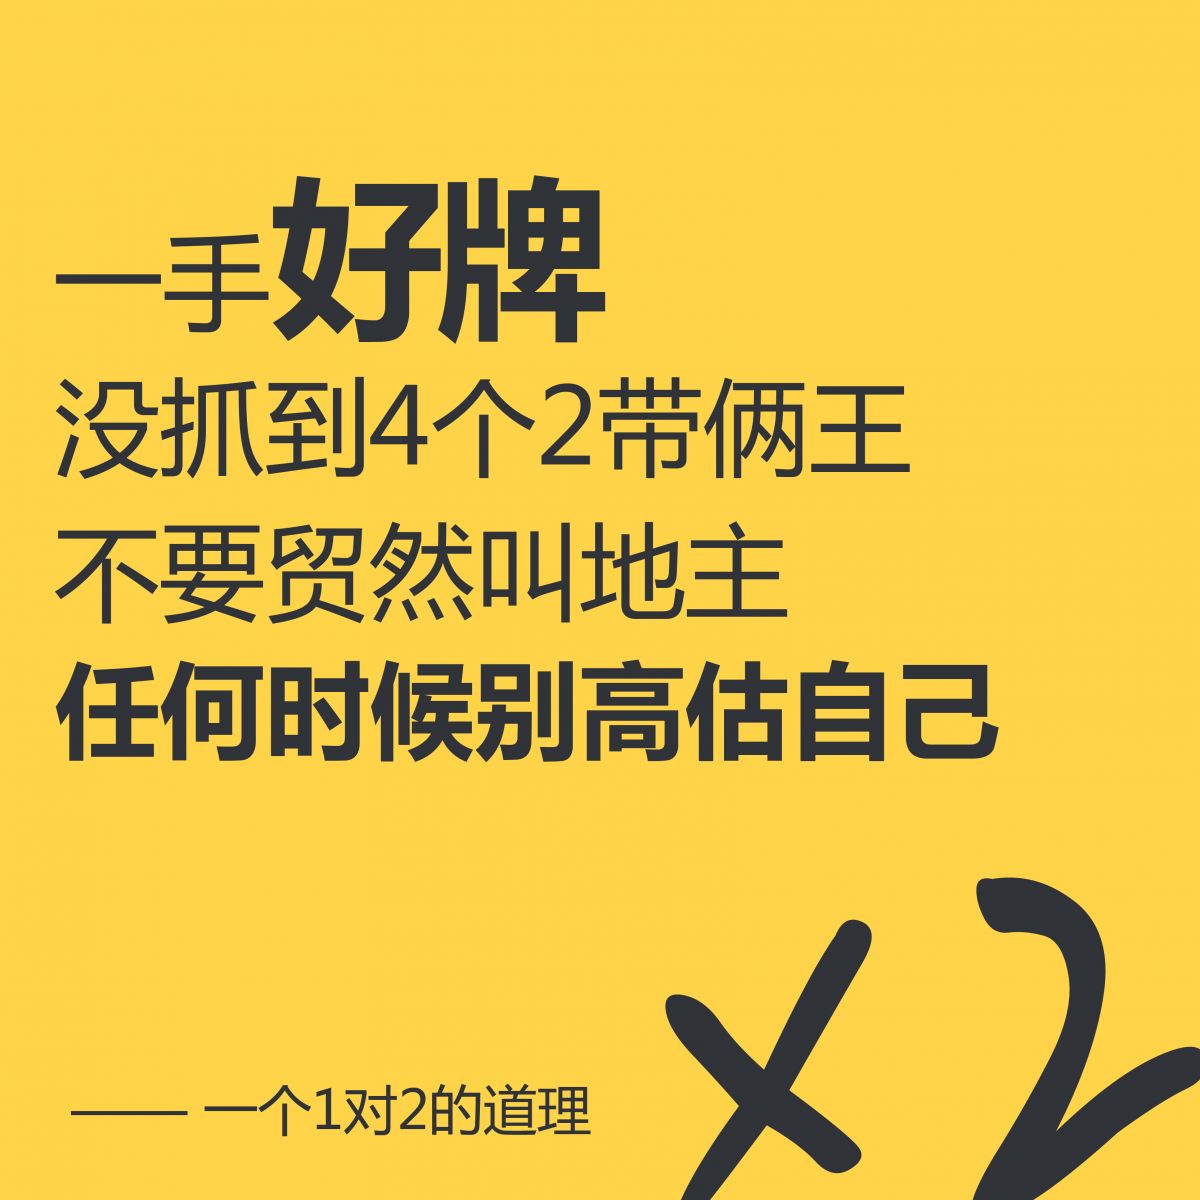 一手好牌
没抓到4个2带俩王
不要贸然叫地主
任何时候别高估自己
X2
—— 一个1对2的道理